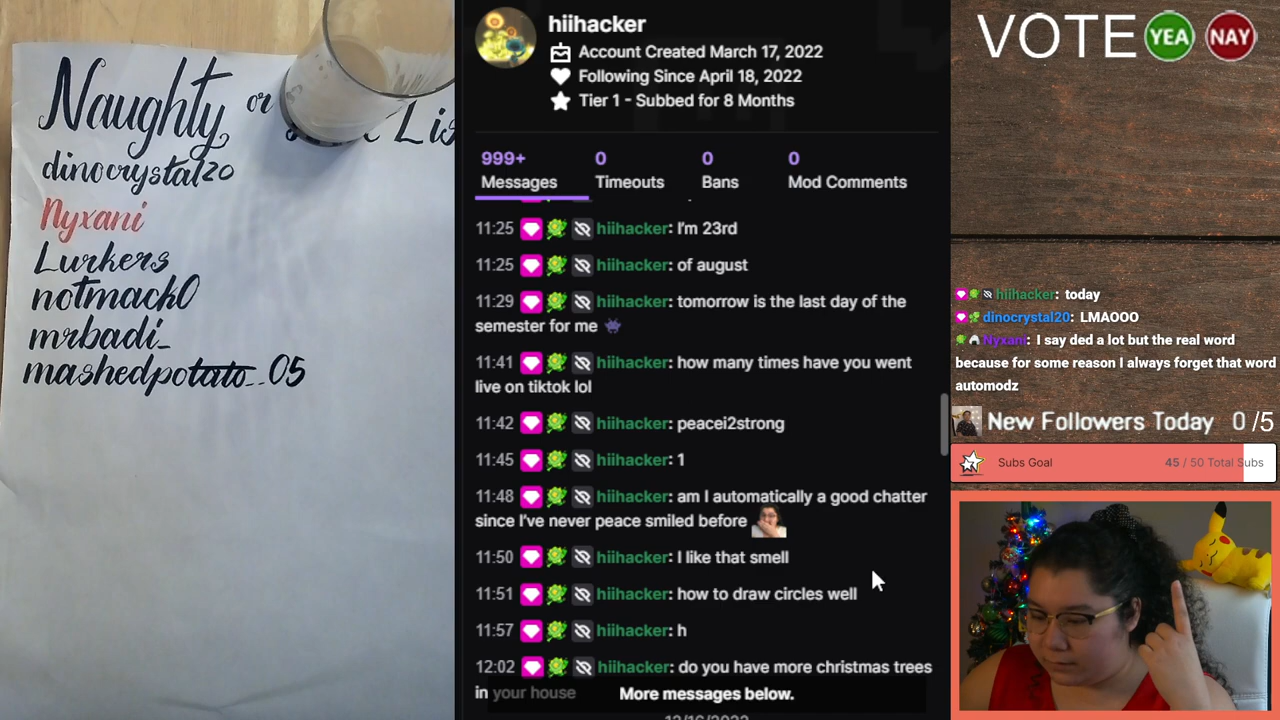 Naughty or List
dinocrystal20
Nyxani
Lurkers
notmack0
mrbadi_
mashedpotato_05
hiihacker
Account Created March 17, 2022
Following Since April 18, 2022
Tier 1 - Subbed for 8 Months
999+ 0 0 0
Messages Timeouts Bans Mod Comments
11:25 hiihacker: I'm 23rd
11:25 hiihacker: of august
11:29 hiihacker: tomorrow is the last day of the
semester for me
11:41 hiihacker: how many times have you went
live on tiktok lol
11:42 hiihacker: peacei2strong
11:45 hiihacker: 1
11:48 hiihacker: am I automatically a good chatter
since I've never peace smiled before
11:50 hiihacker: I like that smell
11:51 hiihacker: how to draw circles well
11:57 hiihacker: h
12:02 hiihacker: do you have more christmas trees
in your house
More messages below.
12/16/2022
VOTE YEA NAY
hiihacker: today
dinocrystal20: LMAOOO
Nyxani: I say ded a lot but the real word
because for some reason I always forget that word
automodz
New Followers Today 0 /5
Subs Goal 45 / 50 Total Subs